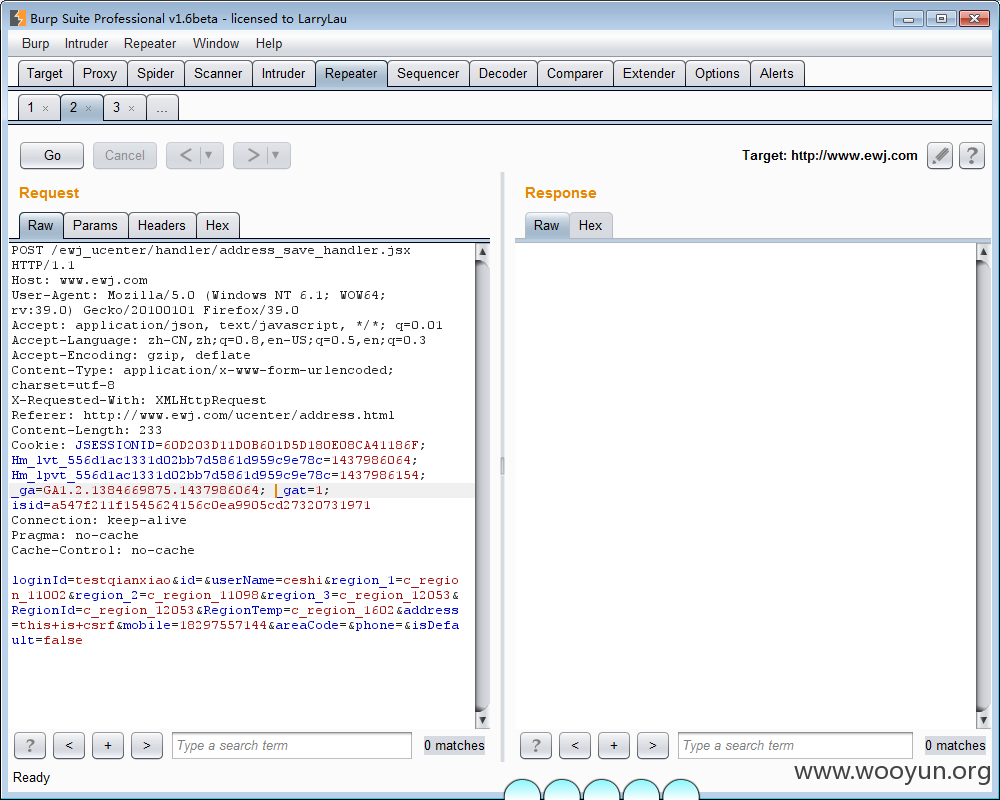 Burp Suite Professional v1.6beta - licensed to LarryLau
Burp Intruder Repeater Window Help
Target Proxy Spider Scanner Intruder Repeater Sequencer Decoder Comparer Extender Options Alerts
1 × 2 × 3 × ...
Go Cancel < > Target: http://www.ewj.com ?
Request
Raw Params Headers Hex
POST /ewj_ucenter/handler/address_save_handler.jsx
HTTP/1.1
Host: www.ewj.com
User-Agent: Mozilla/5.0 (Windows NT 6.1; WOW64;
rv:39.0) Gecko/20100101 Firefox/39.0
Accept: application/json, text/javascript, */*; q=0.01
Accept-Language: zh-CN,zh;q=0.8,en-US;q=0.5,en;q=0.3
Accept-Encoding: gzip, deflate
Content-Type: application/x-www-form-urlencoded;
charset=utf-8
X-Requested-With: XMLHttpRequest
Referer: http://www.ewj.com/ucenter/address.html
Content-Length: 233
Cookie: JSESSIONID=60D203D11D0B601D5D180E08CA41186F;
Hm_lvt_556d1ac1331d02bb7d5861d959c9e78c=1437986064;
Hm_lpvt_556d1ac1331d02bb7d5861d959c9e78c=1437986154;
_ga=GA1.2.1384669875.1437986064; _gat=1;
isid=a547f211f1545624156c0ea9905cd27320731971
Connection: keep-alive
Pragma: no-cache
Cache-Control: no-cache
loginId=testqianxiao&id=&userName=ceshi&region_1=c_regio
n_11002&region_2=c_region_11098&region_3=c_region_12053&
RegionId=c_region_12053&RegionTemp=c_region_1602&address
=this+is+csrf&mobile=18297557144&areaCode=&phone=&isDefa
ult=false
? < + > Type a search term 0 matches
Response
Raw Hex
? < + > Type a search term 0 matches
Ready
www.wooyun.org